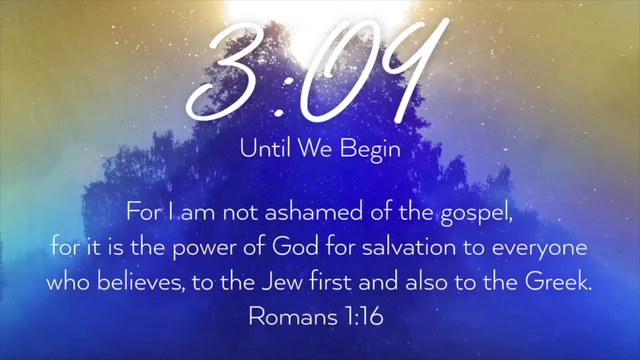 3:09
Until We Begin
For I am not ashamed of the gospel,
for it is the power of God for salvation to everyone
who believes, to the Jew first and also to the Greek.
Romans 1:16